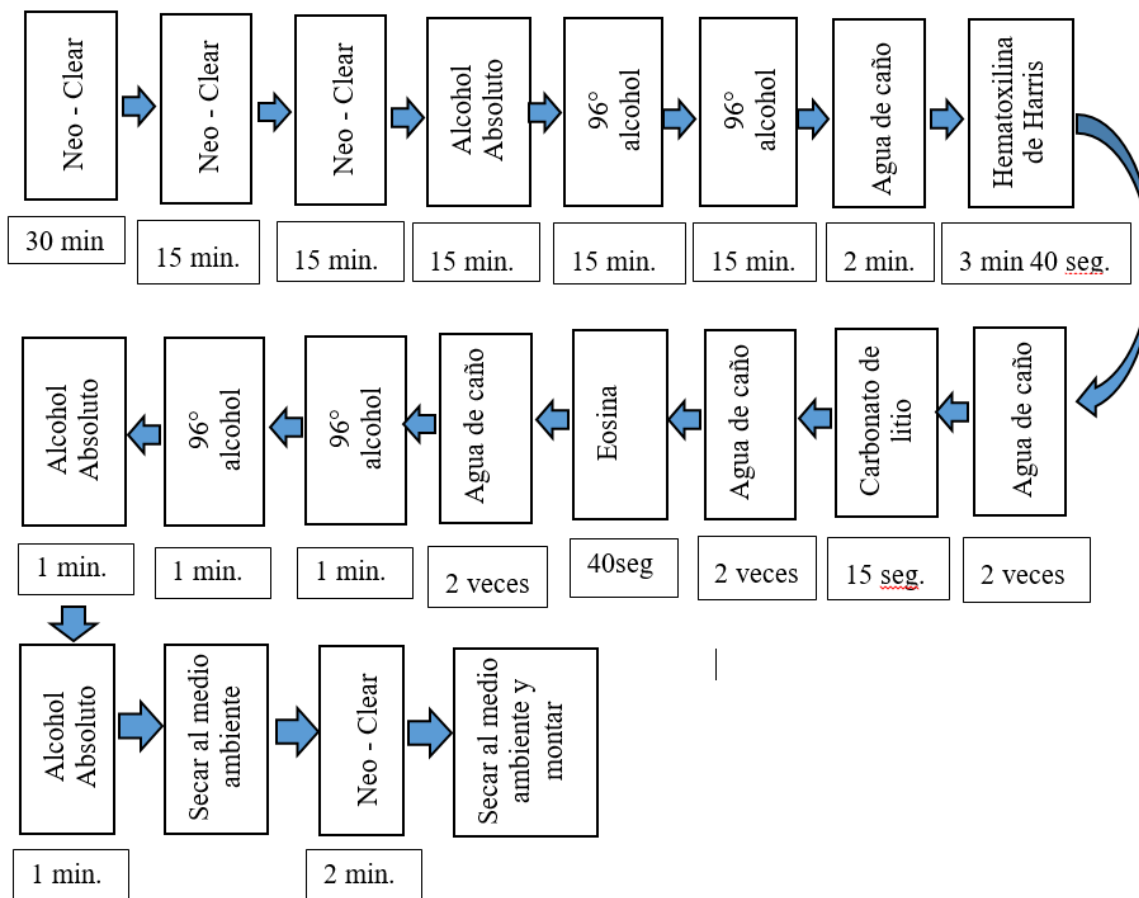 Neo - Clear
Neo - Clear
Neo - Clear
Alcohol
Absoluto
96°
alcohol
96°
alcohol
Agua de caño
Hematoxilina
de Harris
30 min
15 min.
15 min.
15 min.
15 min.
15 min.
2 min.
3 min 40 seg.
Alcohol
Absoluto
96°
alcohol
96°
alcohol
Agua de caño
Eosina
Agua de caño
Carbonato de
litio
Agua de caño
1 min.
1 min.
1 min.
2 veces
40seg
2 veces
15 seg.
2 veces
Alcohol
Absoluto
Secar al medio
ambiente
Neo - Clear
Secar al medio
ambiente y
montar
1 min.
2 min.